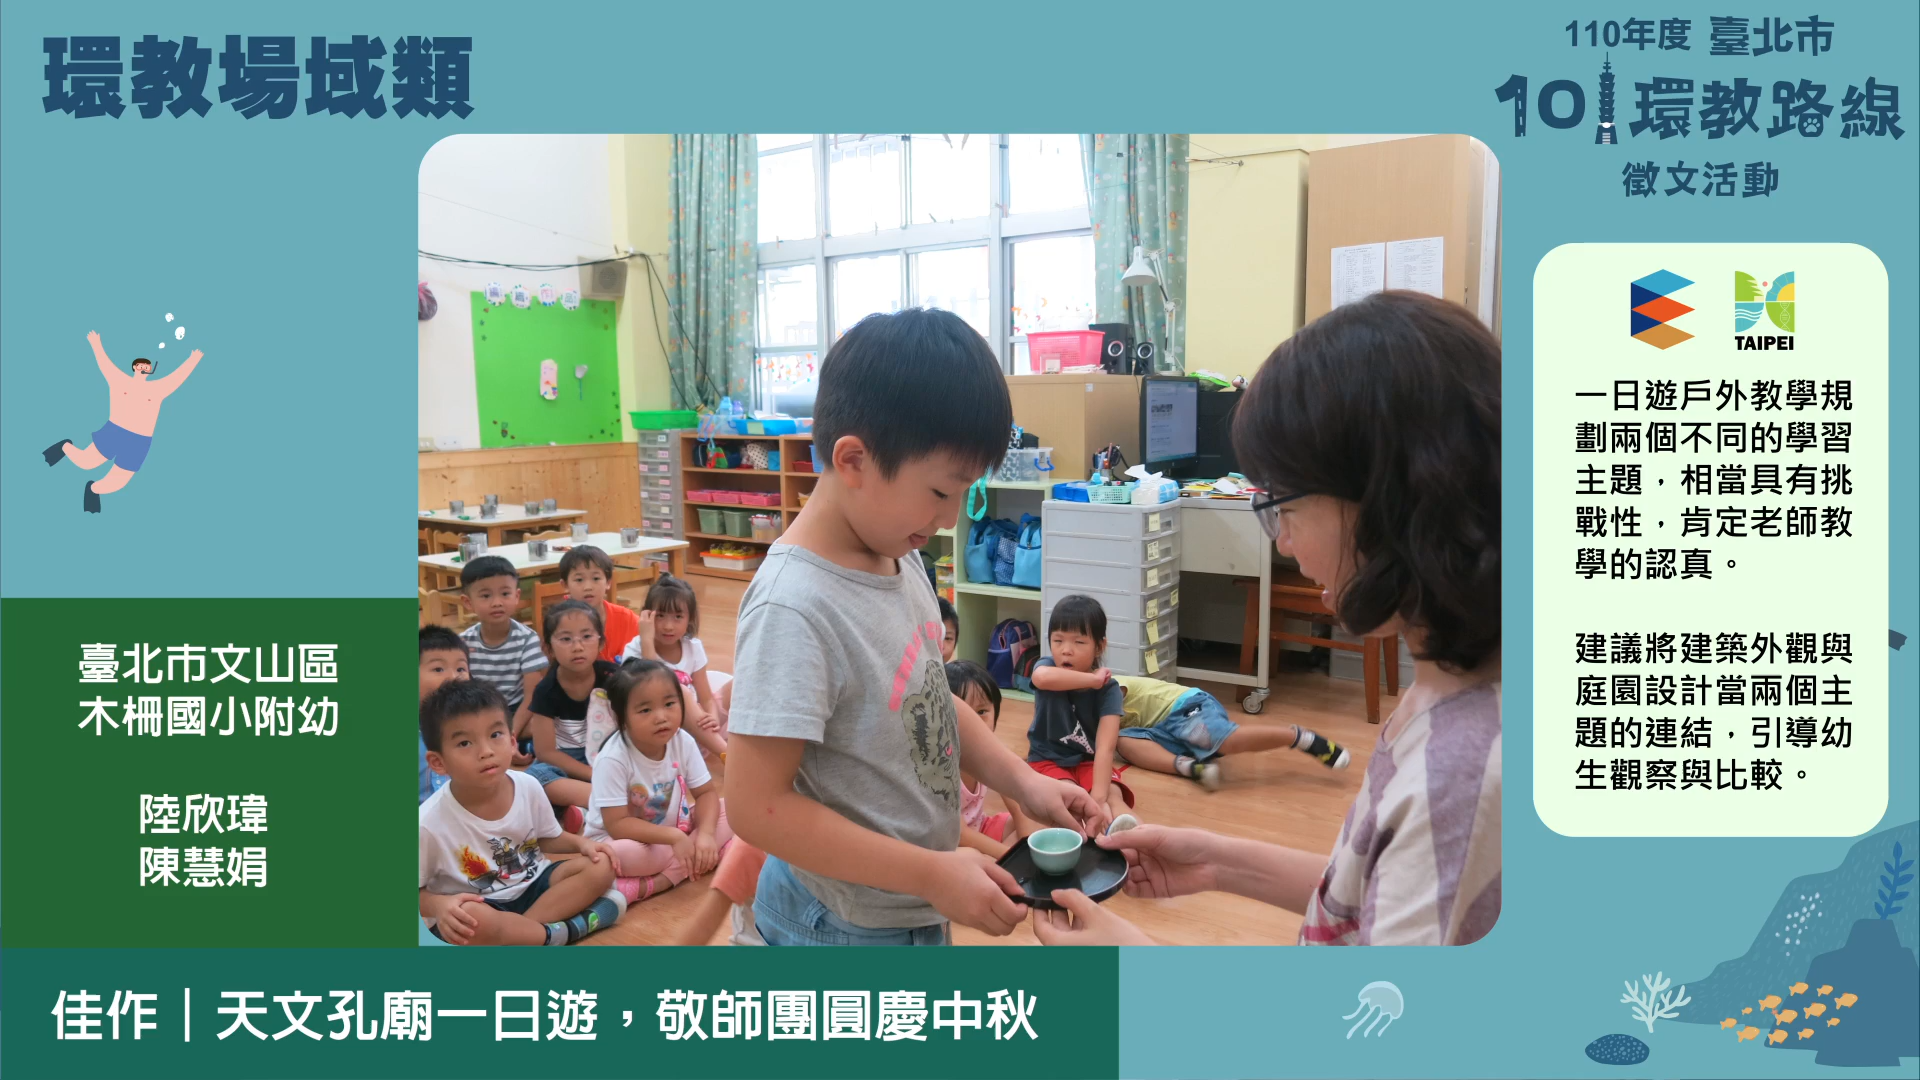 環教場域類
110年度 臺北市
101環教路線
徵文活動
TAIPEI
一日遊戶外教學規
劃兩個不同的學習
主題，相當具有挑
戰性，肯定老師教
學的認真。
建議將建築外觀與
庭園設計當兩個主
題的連結，引導幼
生觀察與比較。
臺北市文山區
木柵國小附幼
陸欣瑋
陳慧娟
佳作｜天文孔廟一日遊，敬師團圓慶中秋